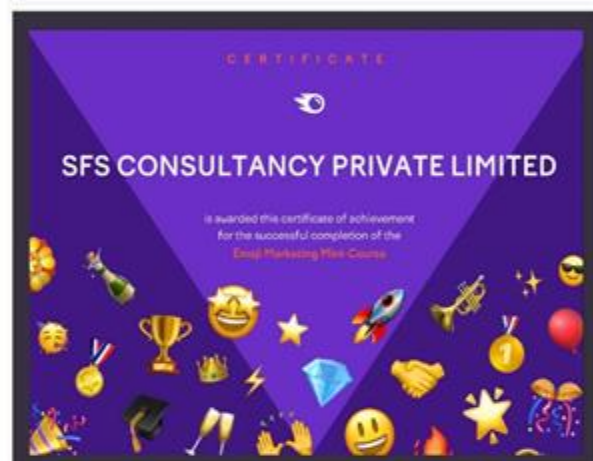 CERTIFICATE
SFS CONSULTANCY PRIVATE LIMITED
is awarded this certificate of achievement
for the successful completion of the
Emoji Marketing Mini-Course
1